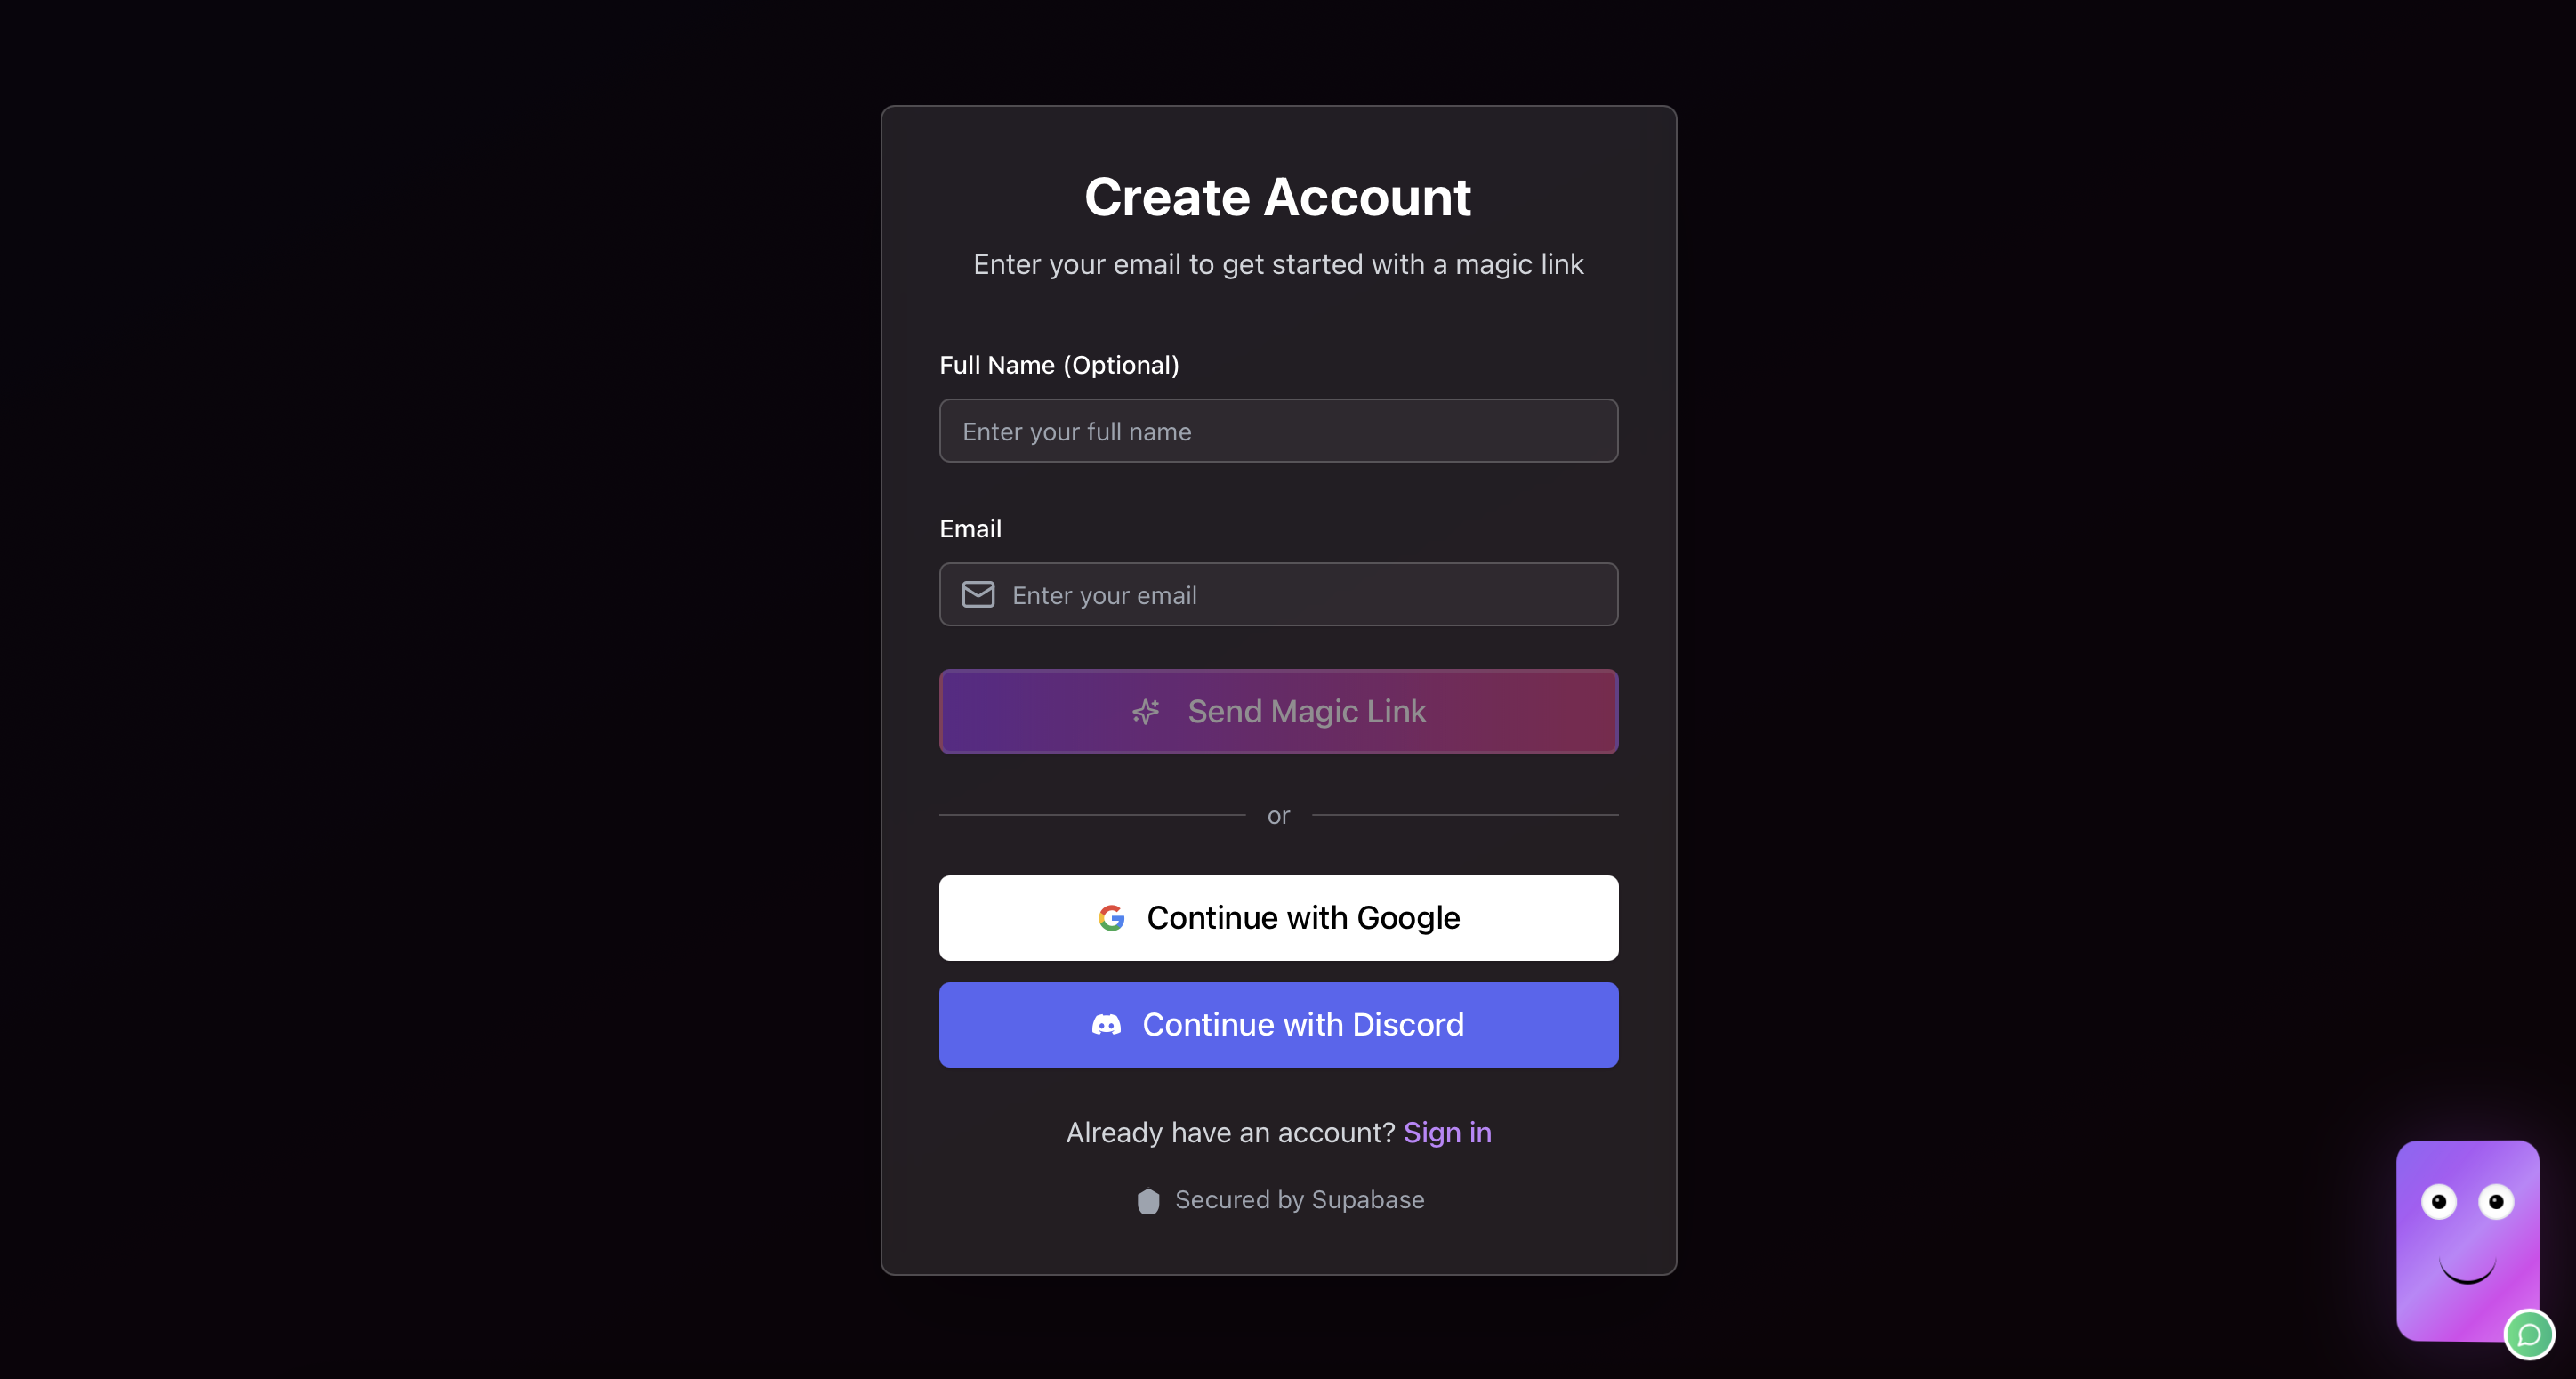 Create Account
Enter your email to get started with a magic link
Full Name (Optional)
Enter your full name
Email
Enter your email
Send Magic Link
or
Continue with Google
Continue with Discord
Already have an account? Sign in
Secured by Supabase